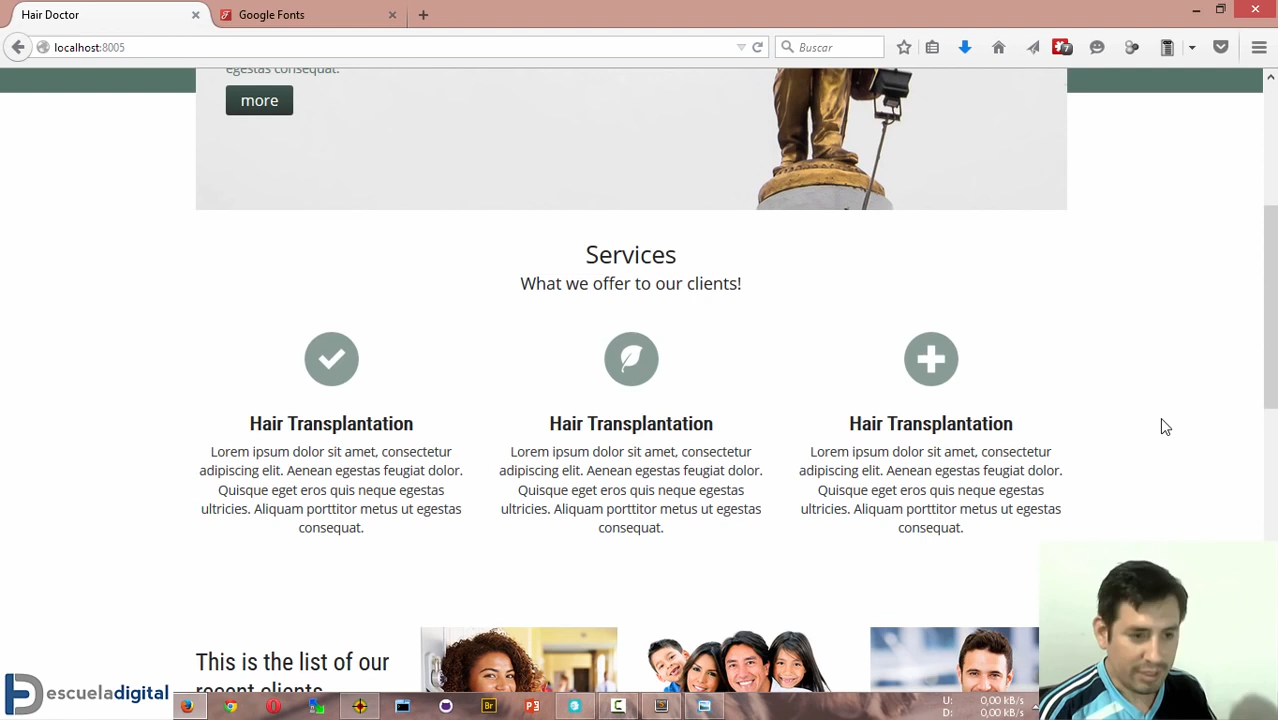 Hair Doctor
Google Fonts
localhost:8005
Buscar
7
egestas consequat.
more
Services
What we offer to our clients!
Hair Transplantation
Lorem ipsum dolor sit amet, consectetur
adipiscing elit. Aenean egestas feugiat dolor.
Quisque eget eros quis neque egestas
ultricies. Aliquam porttitor metus ut egestas
consequat.
Hair Transplantation
Lorem ipsum dolor sit amet, consectetur
adipiscing elit. Aenean egestas feugiat dolor.
Quisque eget eros quis neque egestas
ultricies. Aliquam porttitor metus ut egestas
consequat.
Hair Transplantation
Lorem ipsum dolor sit amet, consectetur
adipiscing elit. Aenean egestas feugiat dolor.
Quisque eget eros quis neque egestas
ultricies. Aliquam porttitor metus ut egestas
consequat.
This is the list of our
recent clients
escueladigital
Br
U: 0,00 kB/s
D: 0,00 kB/s